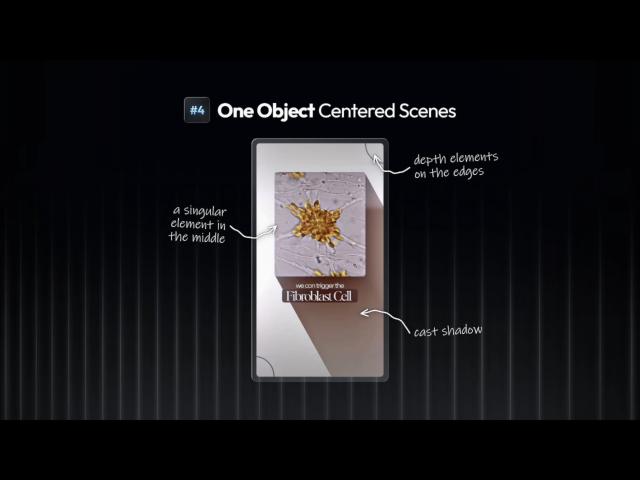 #4 One Object Centered Scenes
depth elements
on the edges
a singular
element in
the middle
we can trigger the
Fibroblast Cell
cast shadow